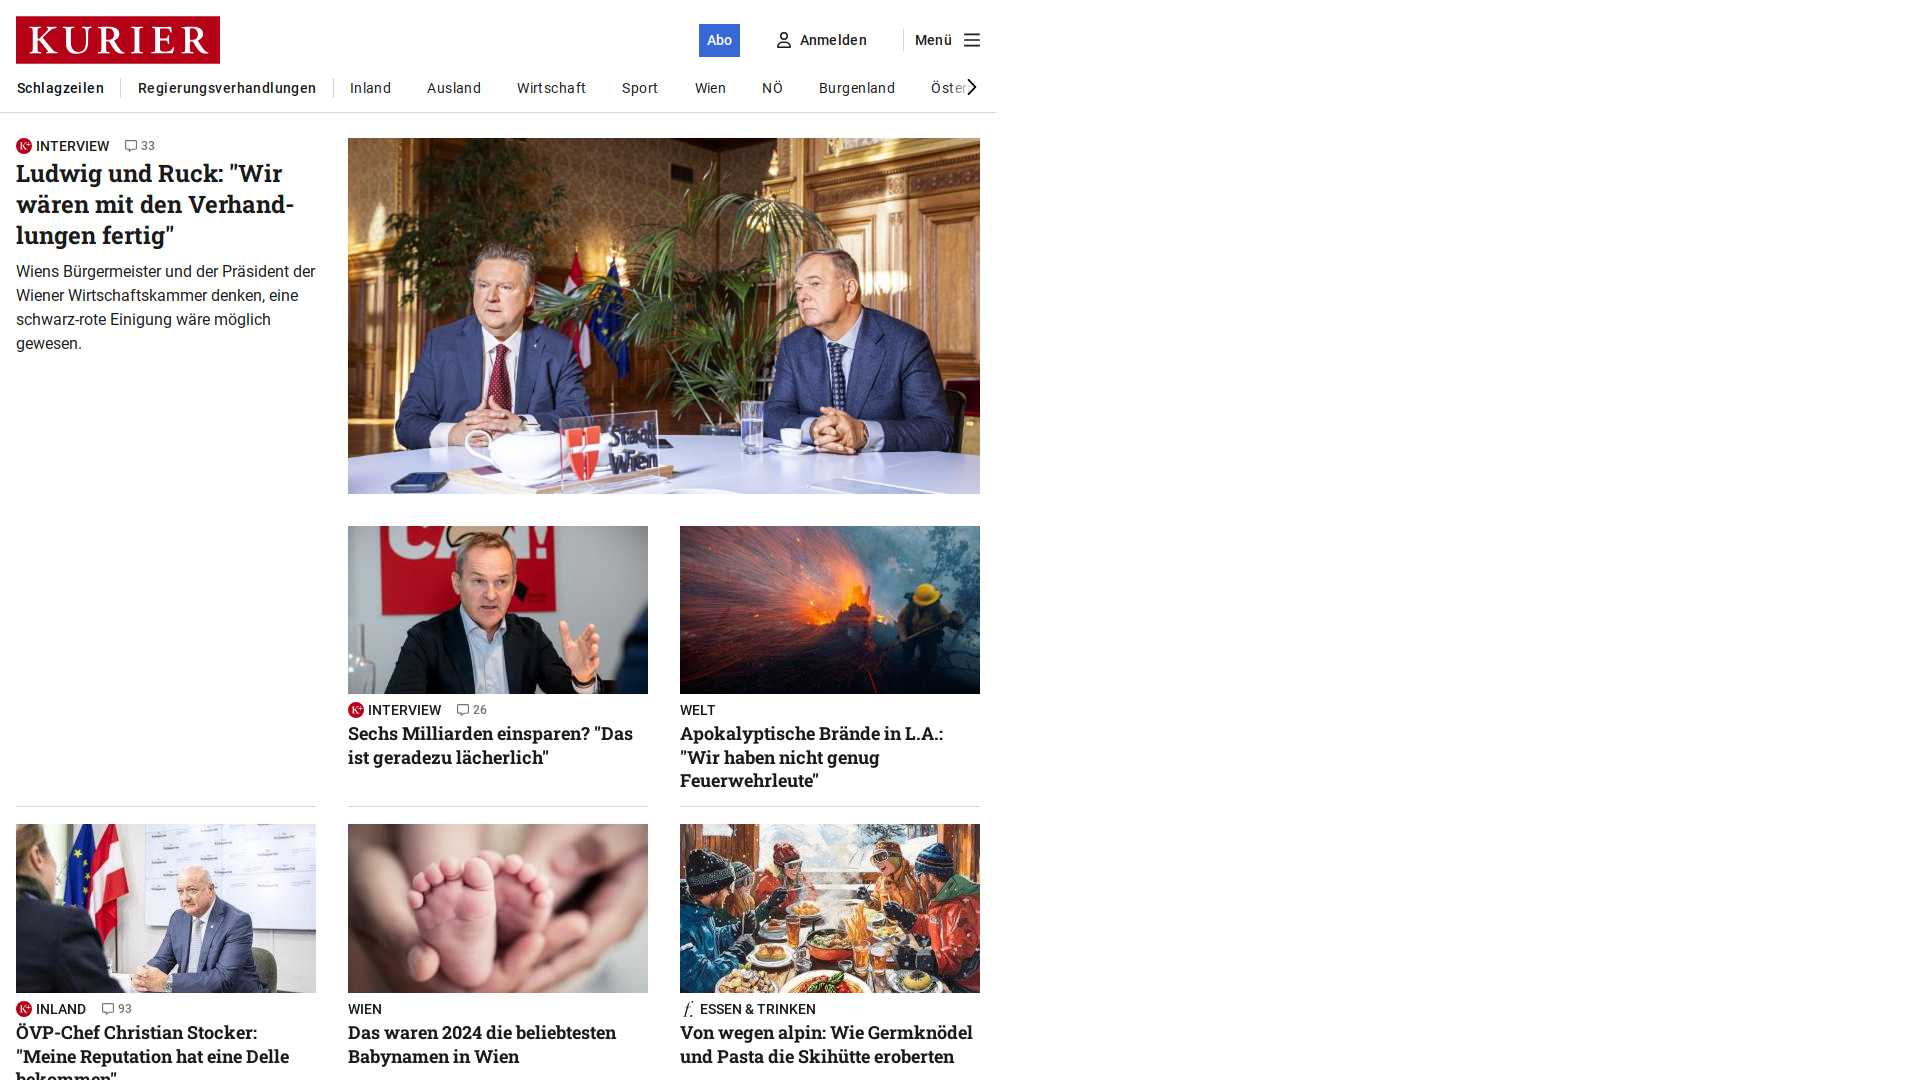 KURIER
Abo
Anmelden
Menü
Schlagzeilen
Regierungsverhandlungen
Inland
Ausland
Wirtschaft
Sport
Wien
NÖ
Burgenland
Öster
INTERVIEW 33
Ludwig und Ruck: "Wir
wären mit den Verhand-
lungen fertig"
Wiens Bürgermeister und der Präsident der
Wiener Wirtschaftskammer denken, eine
schwarz-rote Einigung wäre möglich
gewesen.
Stadt
Wien
INTERVIEW 26
Sechs Milliarden einsparen? "Das
ist geradezu lächerlich"
WELT
Apokalyptische Brände in L.A.:
"Wir haben nicht genug
Feuerwehrleute"
INLAND 93
ÖVP-Chef Christian Stocker:
"Meine Reputation hat eine Delle
bekommen"
WIEN
Das waren 2024 die beliebtesten
Babynamen in Wien
ESSEN & TRINKEN
Von wegen alpin: Wie Germknödel
und Pasta die Skihütte eroberten